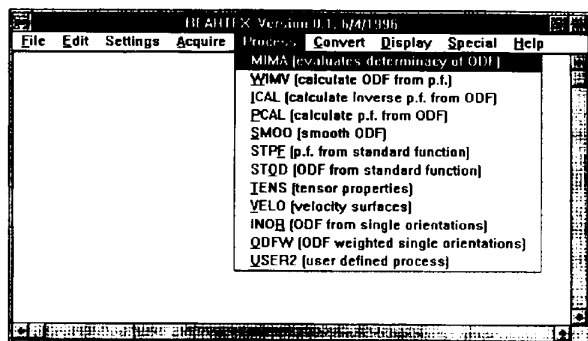 BEARTEX Version 0.1, 6/4/1996
File Edit Settings Acquire Process Convert Display Special Help
MIMA (evaluates determinacy of ODF)
WIMV (calculate ODF from p.f.)
ICAL (calculate inverse p.f. from ODF)
PCAL (calculate p.f. from ODF)
SMOO (smooth ODF)
STPF (p.f. from standard function)
STOD (ODF from standard function)
TENS (tensor properties)
VELO (velocity surfaces)
INOR (ODF from single orientations)
ODFW (ODF weighted single orientations)
USER2 (user defined process)